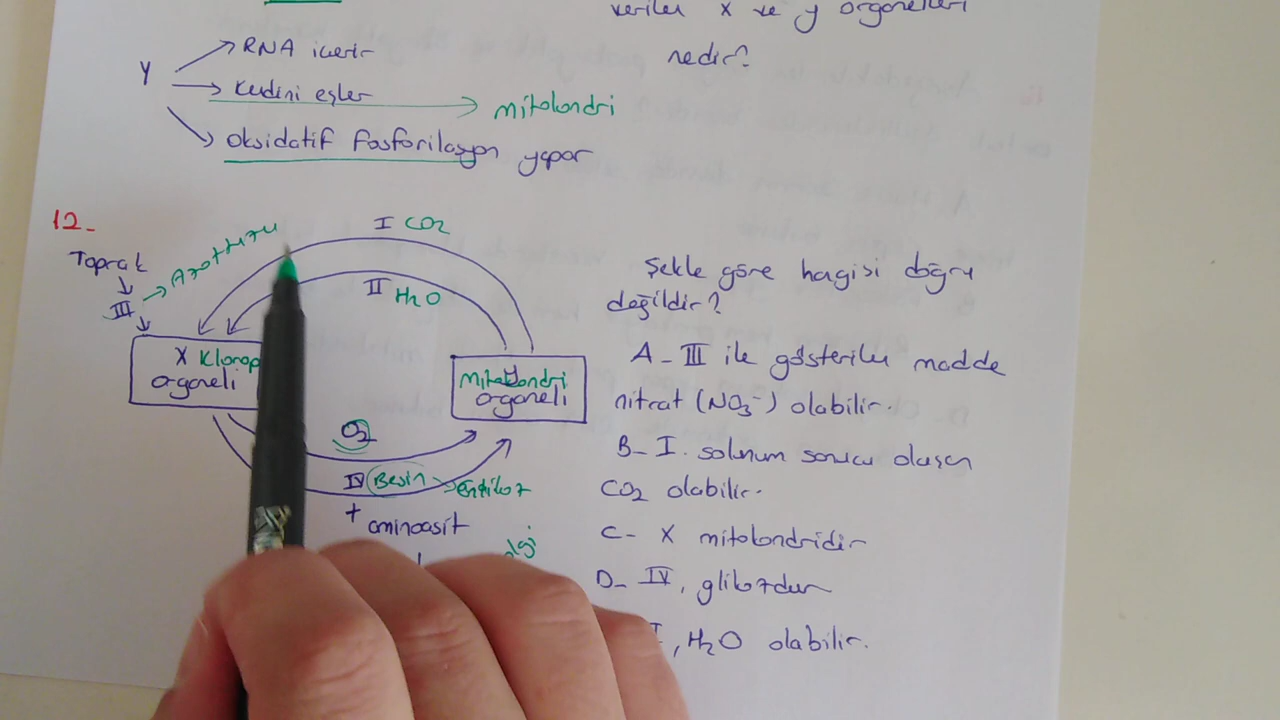 verilen x ve y organelleri
nedir?
Y
RNA içerir
Kendini eşler
mitokondri
Oksidatif fosforilasyon yapar
12-
Toprak
III
Azottuzu
I CO2
II H2O
X Klorop
organeli
Mitokondri
Y
organeli
O2
IV Besin
+ aminoasit
Şekle göre hangisi doğru
değildir?
A- III ile gösterilen madde
nitrat (NO3-) olabilir.
B- I. solunum sonucu oluşan
CO2 olabilir.
C- X mitokondridir
D- IV, glikozdur
, H2O olabilir.